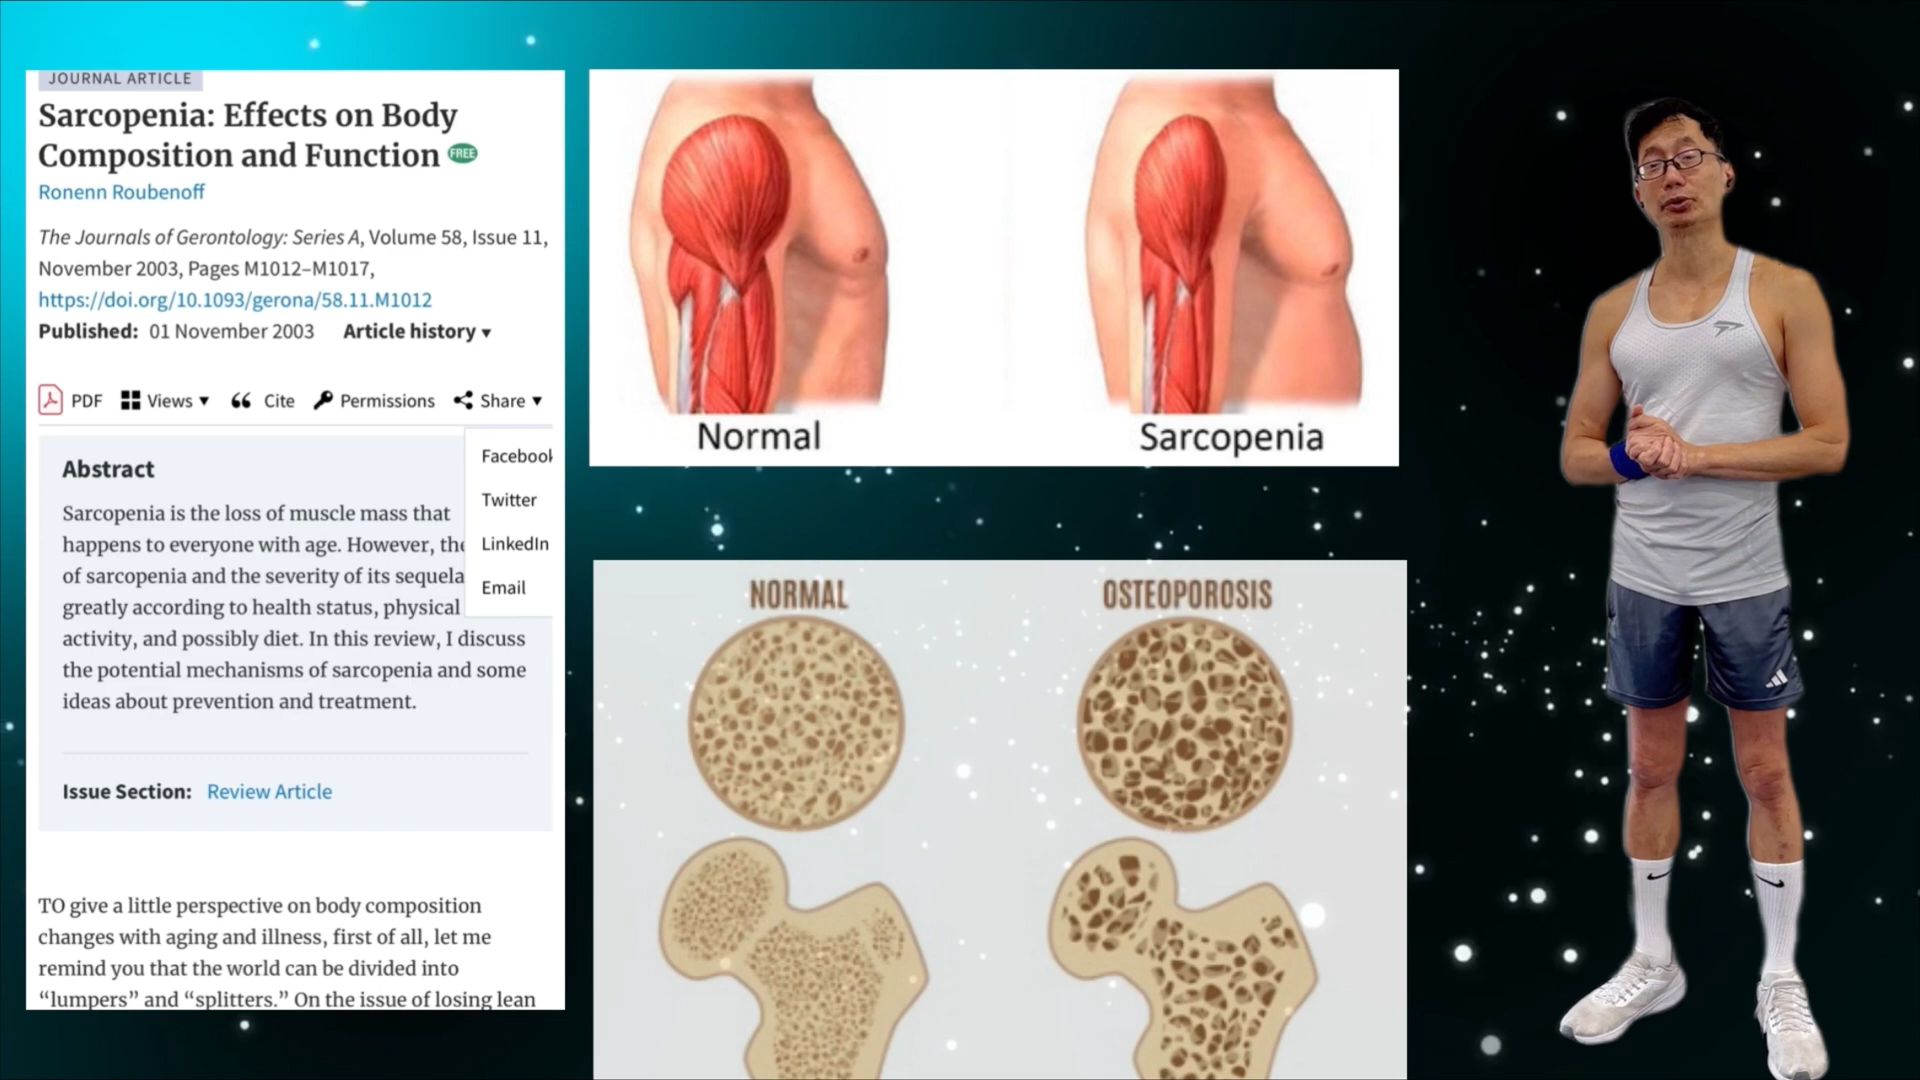 JOURNAL ARTICLE
Sarcopenia: Effects on Body
Composition and Function FREE
Ronenn Roubenoff
The Journals of Gerontology: Series A, Volume 58, Issue 11,
November 2003, Pages M1012–M1017,
https://doi.org/10.1093/gerona/58.11.M1012
Published: 01 November 2003 Article history
PDF Views Cite Permissions Share
Facebook
Twitter
LinkedIn
Email
Abstract
Sarcopenia is the loss of muscle mass that
happens to everyone with age. However, the
of sarcopenia and the severity of its sequela
greatly according to health status, physical
activity, and possibly diet. In this review, I discuss
the potential mechanisms of sarcopenia and some
ideas about prevention and treatment.
Issue Section: Review Article
TO give a little perspective on body composition
changes with aging and illness, first of all, let me
remind you that the world can be divided into
“lumpers” and “splitters.” On the issue of losing lean
Normal
Sarcopenia
NORMAL
OSTEOPOROSIS